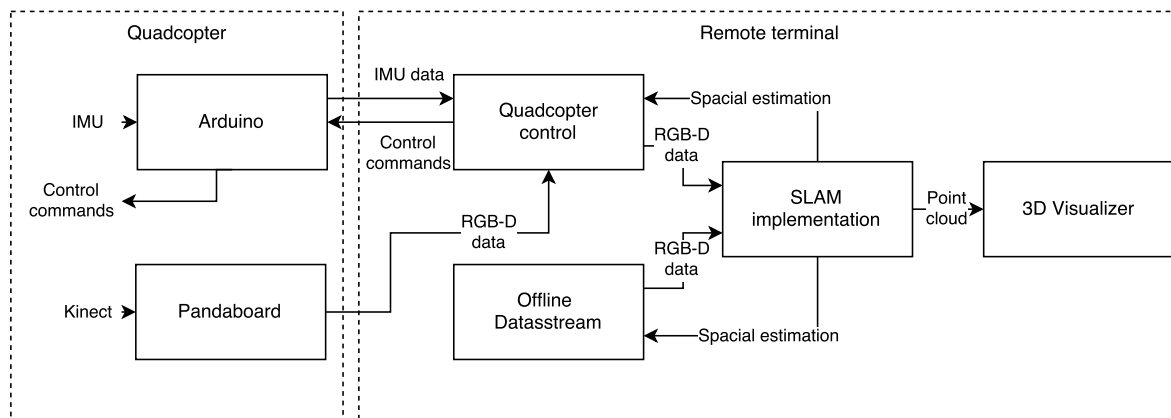 Quadcopter
Remote terminal
IMU
Arduino
Control
commands
IMU data
Control
commands
Quadcopter
control
Spacial estimation
RGB-D
data
SLAM
implementation
Point
cloud
3D Visualizer
RGB-D
data
RGB-D
data
Kinect
Pandaboard
Offline
Datasstream
Spacial estimation